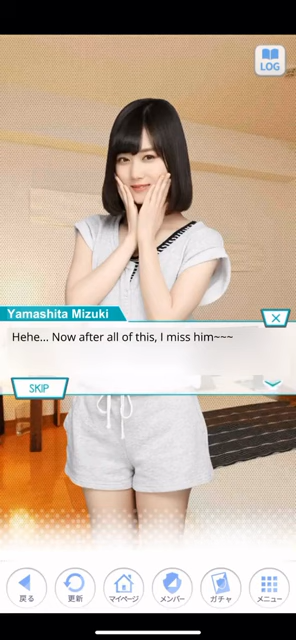 LOG
Yamashita Mizuki
Hehe... Now after all of this, I miss him~~~
SKIP
戻る 更新 マイページ メンバー ガチャ メニュー